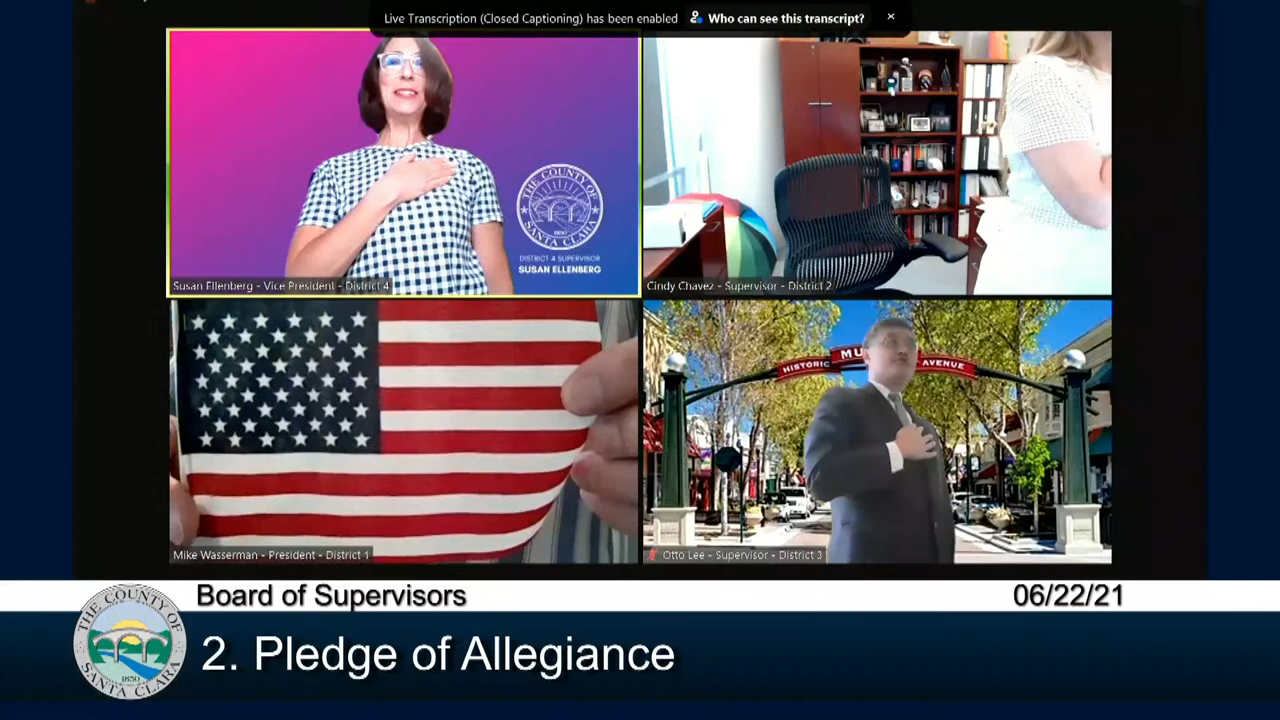 Live Transcription (Closed Captioning) has been enabled Who can see this transcript?
THE COUNTY OF
SANTA CLARA
1850
DISTRICT 4 SUPERVISOR
SUSAN ELLENBERG
Susan Ellenberg - Vice President - District 4
Cindy Chavez - Supervisor - District 2
HISTORIC MU AVENUE
Mike Wasserman - President - District 1
Otto Lee - Supervisor - District 3
Board of Supervisors
06/22/21
THE COUNTY OF
SANTA CLARA
1850
2. Pledge of Allegiance